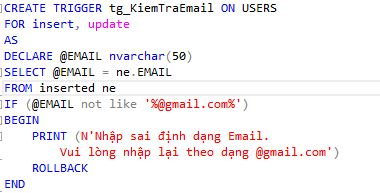 CREATE TRIGGER tg_KiemTraEmail ON USERS
FOR insert, update
AS
DECLARE @EMAIL nvarchar(50)
SELECT @EMAIL = ne.EMAIL
FROM inserted ne
IF (@EMAIL not like '%@gmail.com%')
BEGIN
PRINT (N'Nhập sai định dạng Email.
Vui lòng nhập lại theo dạng @gmail.com')
ROLLBACK
END